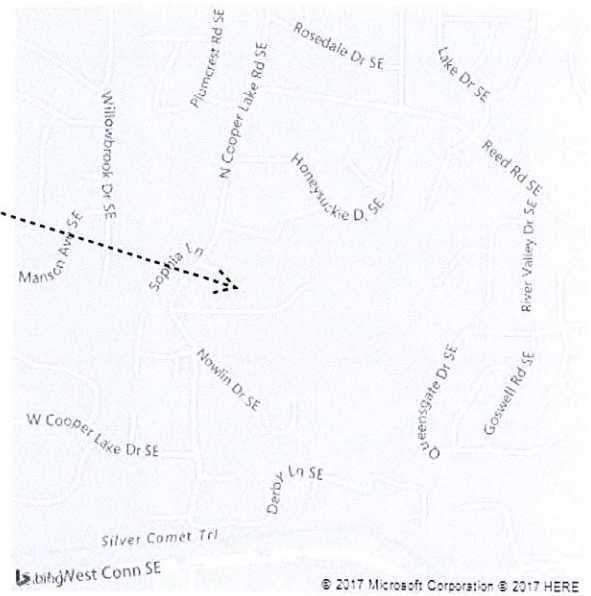 Plumcrest Rd SE
Rosedale Dr SE
Lake Dr SE
N Cooper Lake Rd SE
Willowbrook Dr SE
Reed Rd SE
Honeysuckle D. SE
River Valley Dr SE
Manson Ave SE
Sophia Ln
Nowlin Dr SE
Queensgate Dr SE
Goswell Rd SE
W Cooper Lake Dr SE
Derby Ln SE
Silver Comet Trl
bing West Conn SE
© 2017 Microsoft Corporation © 2017 HERE